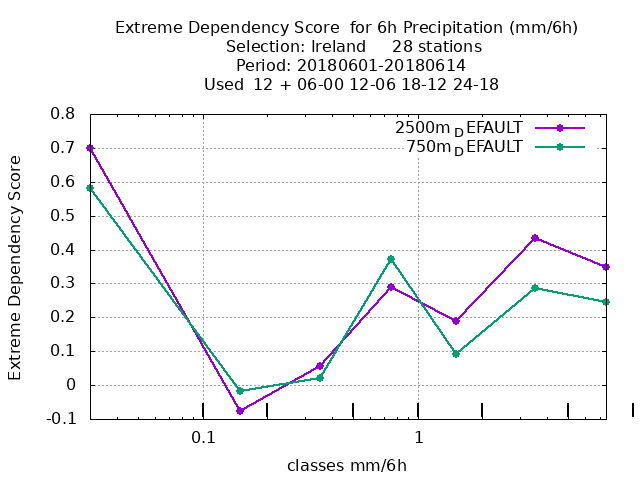 Extreme Dependency Score  for 6h Precipitation (mm/6h)
Selection: Ireland     28 stations
Period: 20180601-20180614
Used  12 + 06-00 12-06 18-12 24-18
2500m_DEFAULT
750m_DEFAULT
0.8
0.7
0.6
0.5
0.4
0.3
0.2
0.1
0
-0.1
Extreme Dependency Score
0.1 1
classes mm/6h